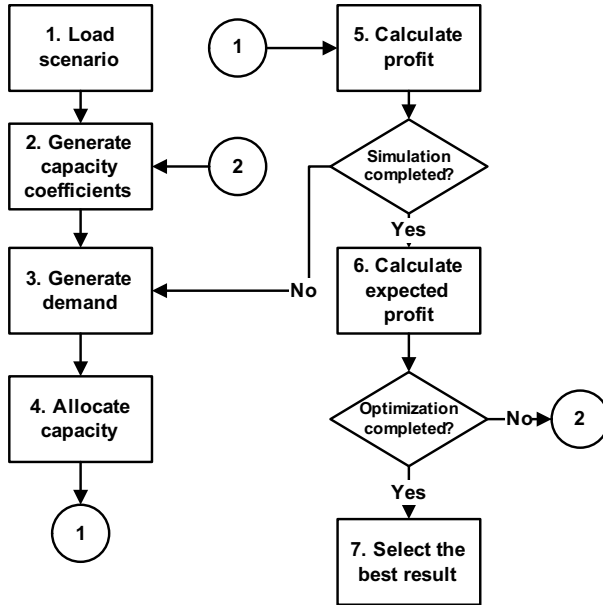 1. Load
scenario
2. Generate
capacity
coefficients
2
3. Generate
demand
4. Allocate
capacity
1
1
5. Calculate
profit
Simulation
completed?
No
Yes
6. Calculate
expected
profit
Optimization
completed?
No
2
Yes
7. Select the
best result